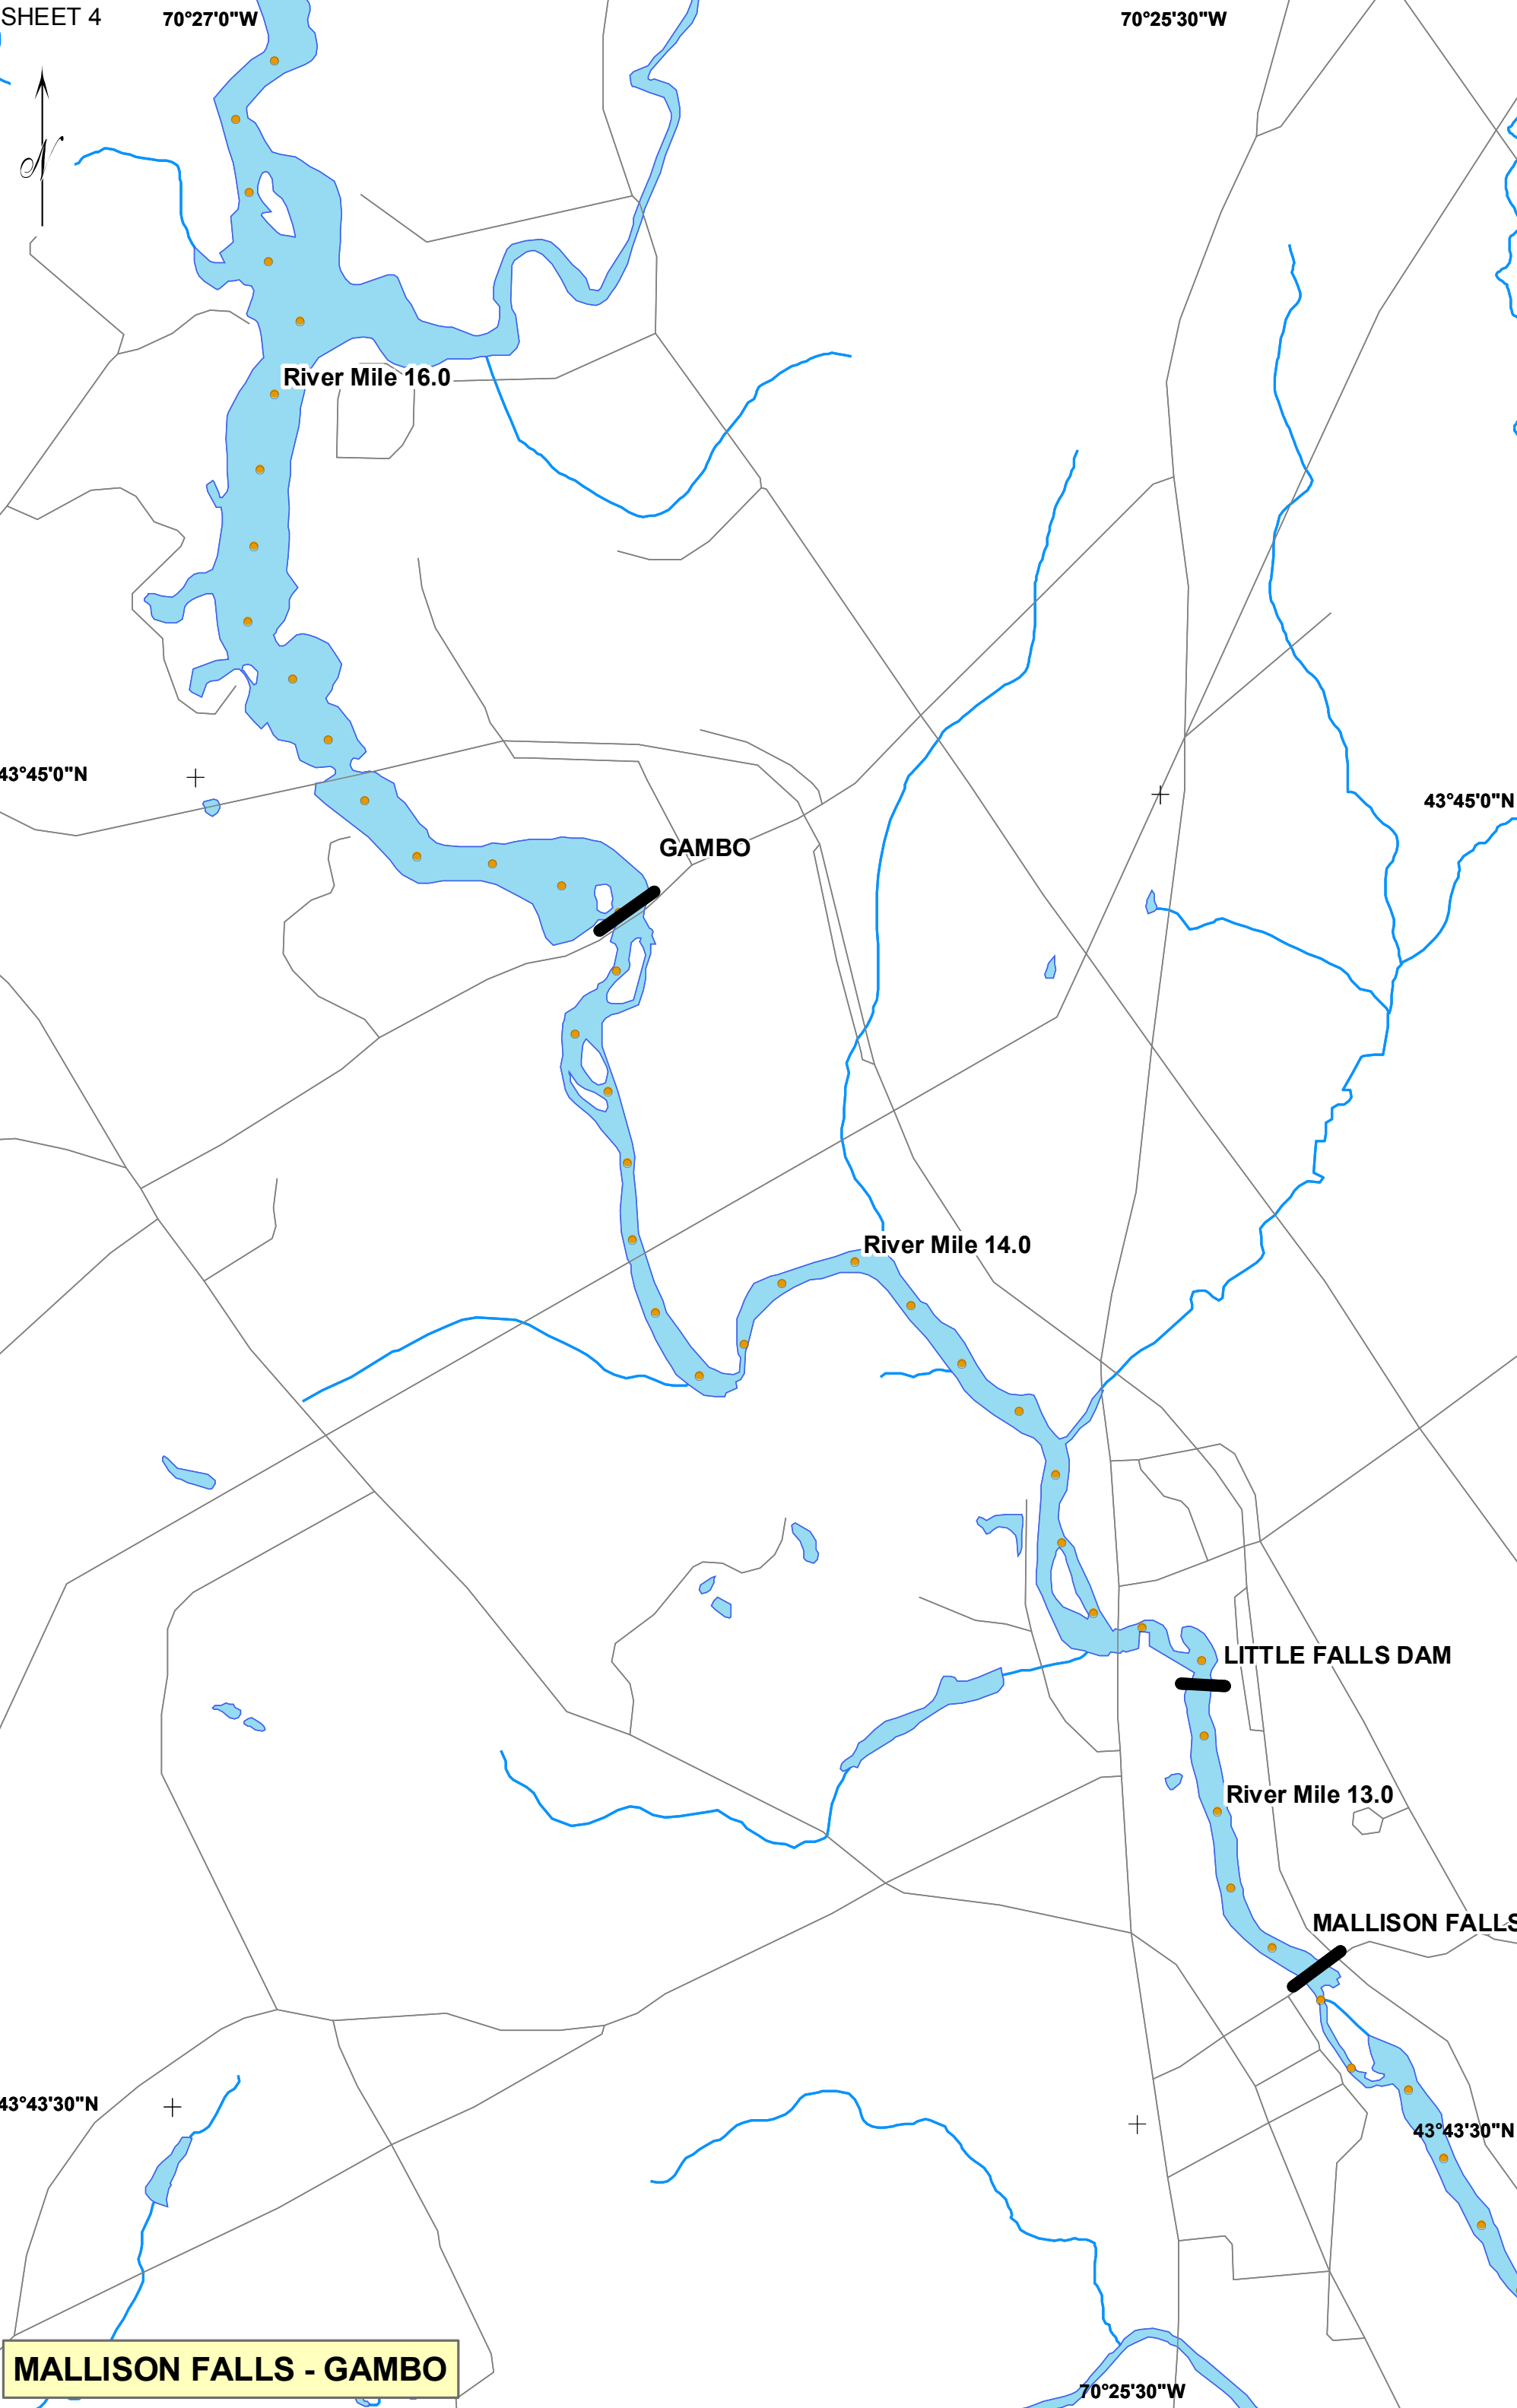 SHEET 4
70°27'0"W
70°25'30"W
N
River Mile 16.0
43°45'0"N
43°45'0"N
GAMBO
River Mile 14.0
LITTLE FALLS DAM
River Mile 13.0
MALLISON FALLS
43°43'30"N
43°43'30"N
MALLISON FALLS - GAMBO
70°25'30"W